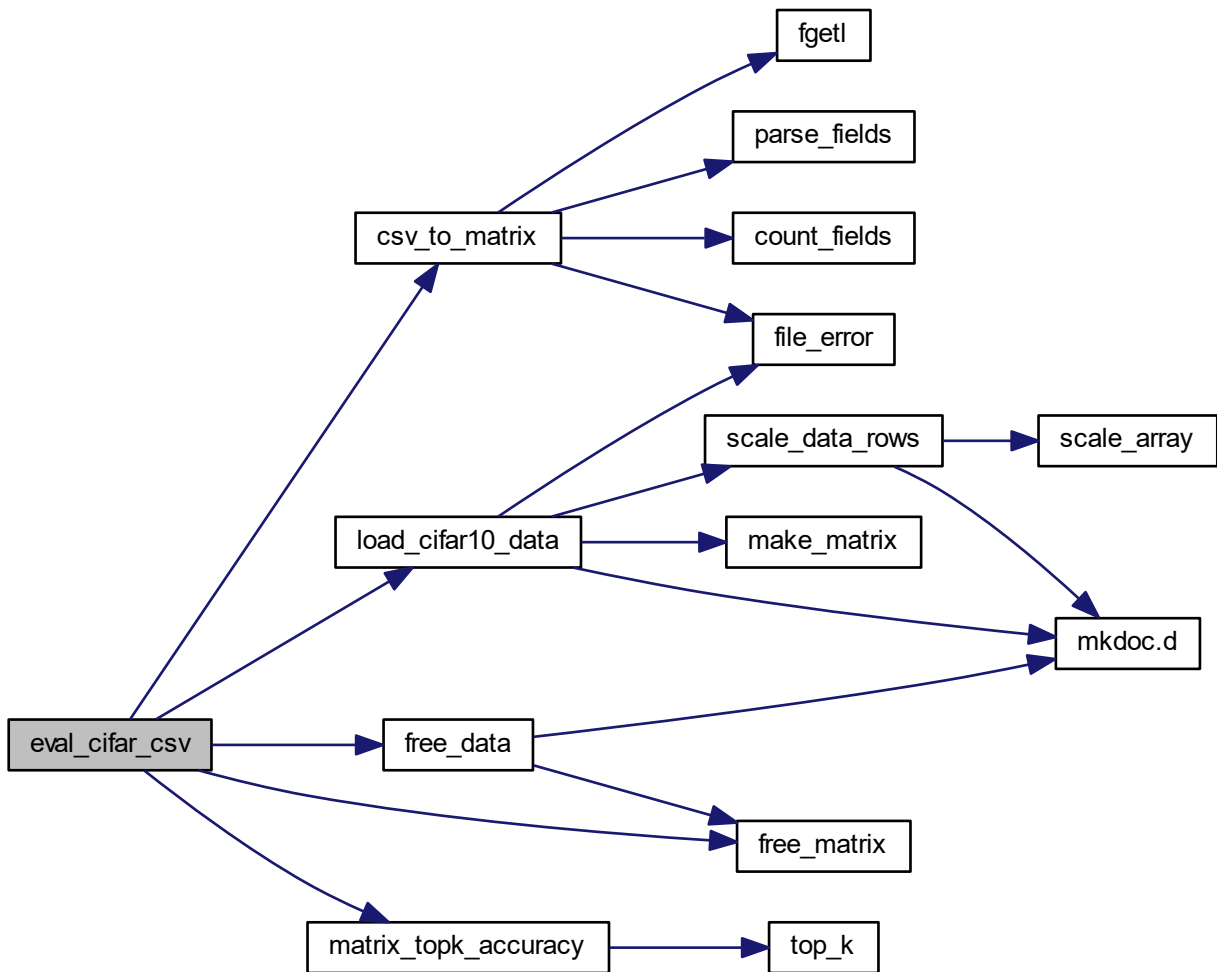 fgetl
parse_fields
csv_to_matrix
count_fields
file_error
scale_data_rows
scale_array
load_cifar10_data
make_matrix
mkdoc.d
eval_cifar_csv
free_data
free_matrix
matrix_topk_accuracy
top_k